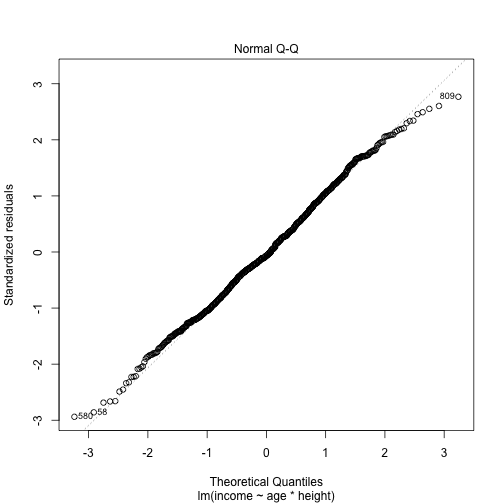 Normal Q-Q
3
809
2
1
0
-1
-2
580 58
-3
Standardized residuals
-3 -2 -1 0 1 2 3
Theoretical Quantiles
lm(income ~ age * height)